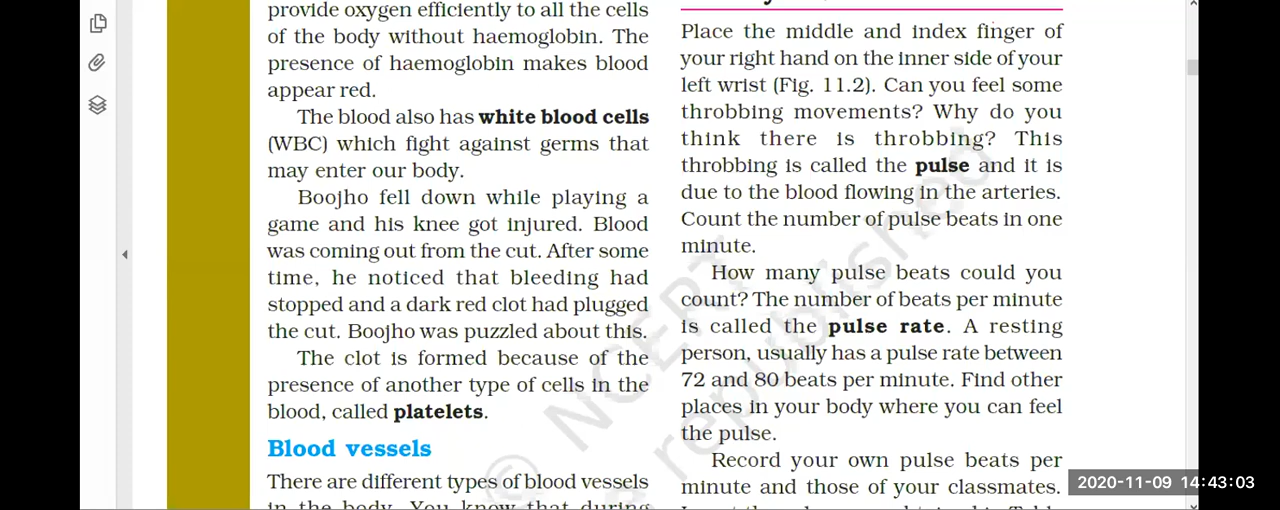 provide oxygen efficiently to all the cells
of the body without haemoglobin. The
presence of haemoglobin makes blood
appear red.
The blood also has white blood cells
(WBC) which fight against germs that
may enter our body.
Boojho fell down while playing a
game and his knee got injured. Blood
was coming out from the cut. After some
time, he noticed that bleeding had
stopped and a dark red clot had plugged
the cut. Boojho was puzzled about this.
The clot is formed because of the
presence of another type of cells in the
blood, called platelets.
Blood vessels
There are different types of blood vessels
in the body. You know that during
Place the middle and index finger of
your right hand on the inner side of your
left wrist (Fig. 11.2). Can you feel some
throbbing movements? Why do you
think there is throbbing? This
throbbing is called the pulse and it is
due to the blood flowing in the arteries.
Count the number of pulse beats in one
minute.
How many pulse beats could you
count? The number of beats per minute
is called the pulse rate. A resting
person, usually has a pulse rate between
72 and 80 beats per minute. Find other
places in your body where you can feel
the pulse.
Record your own pulse beats per
minute and those of your classmates.
© NCERT
republished
2020-11-09 14:43:03